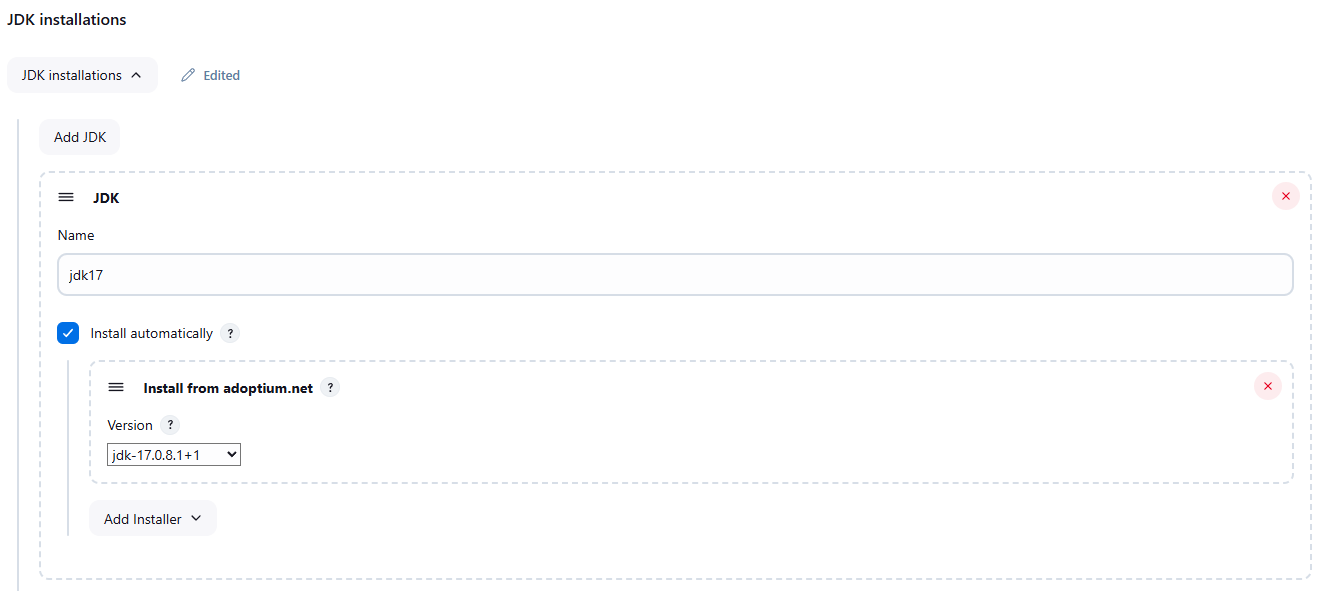 JDK installations
JDK installations
Edited
Add JDK
JDK
Name
jdk17
Install automatically ?
Install from adoptium.net ?
Version ?
jdk-17.0.8.1+1
Add Installer